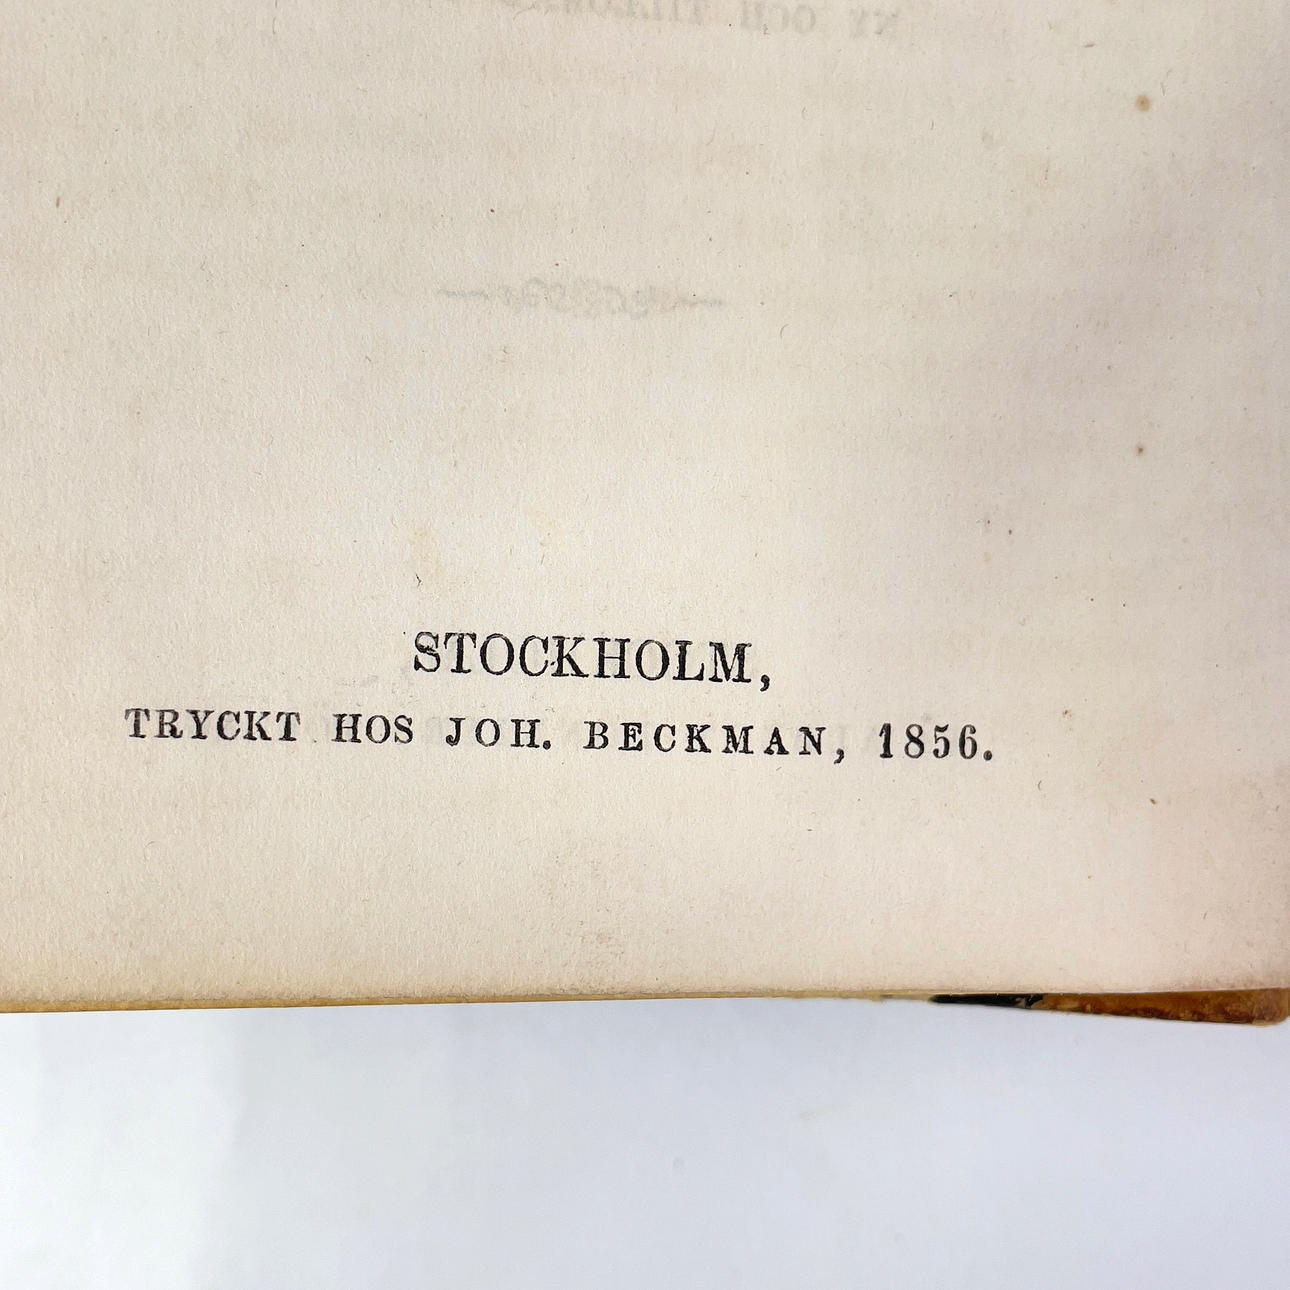 STOCKHOLM,
TRYCKT HOS JOH. BECKMAN, 1856.